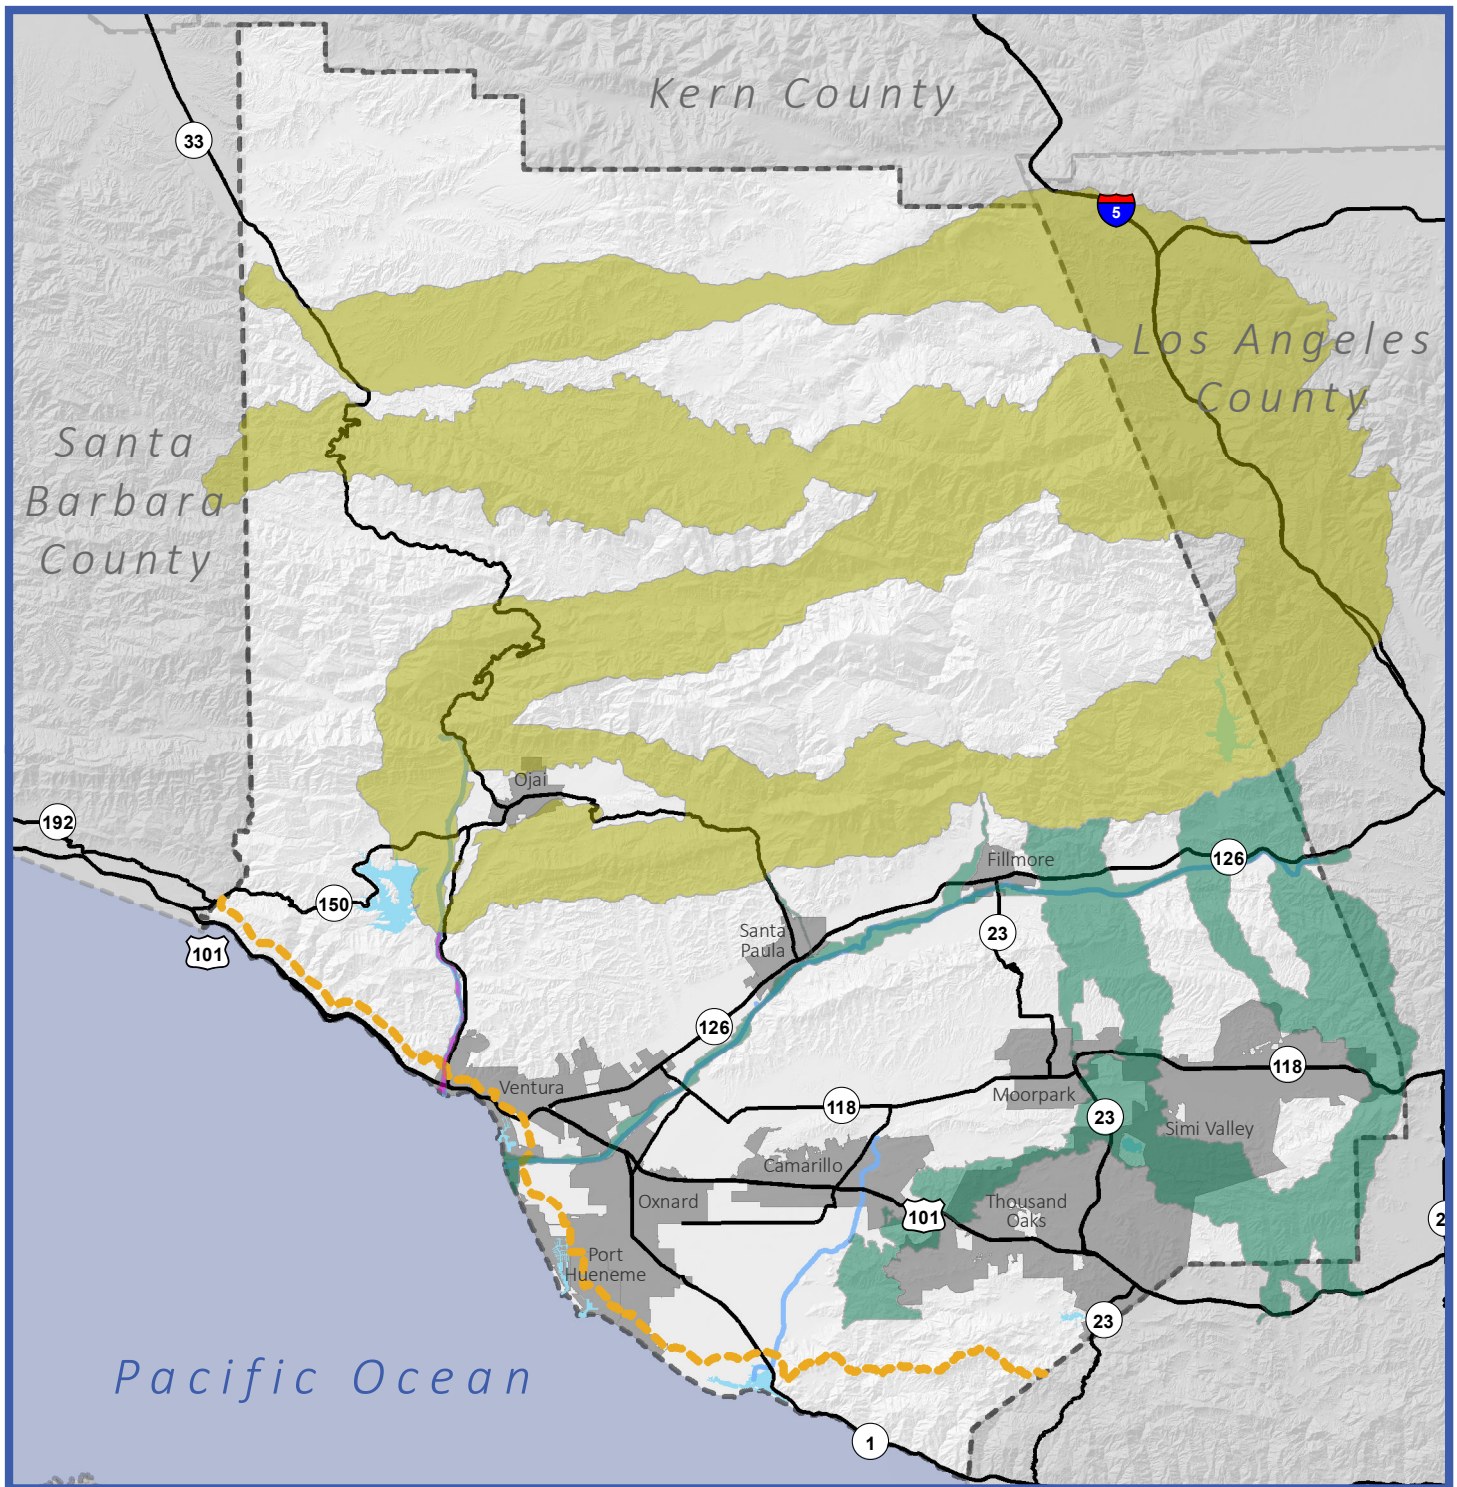 Kern County
33
5
Los Angeles
County
Santa
Barbara
County
Ojai
192
Fillmore
126
150
23
Santa
Paula
101
126
Ventura
118
Moorpark
118
23
Simi Valley
Camarillo
Oxnard
Thousand
Oaks
101
2
Port
Hueneme
23
Pacific Ocean
1